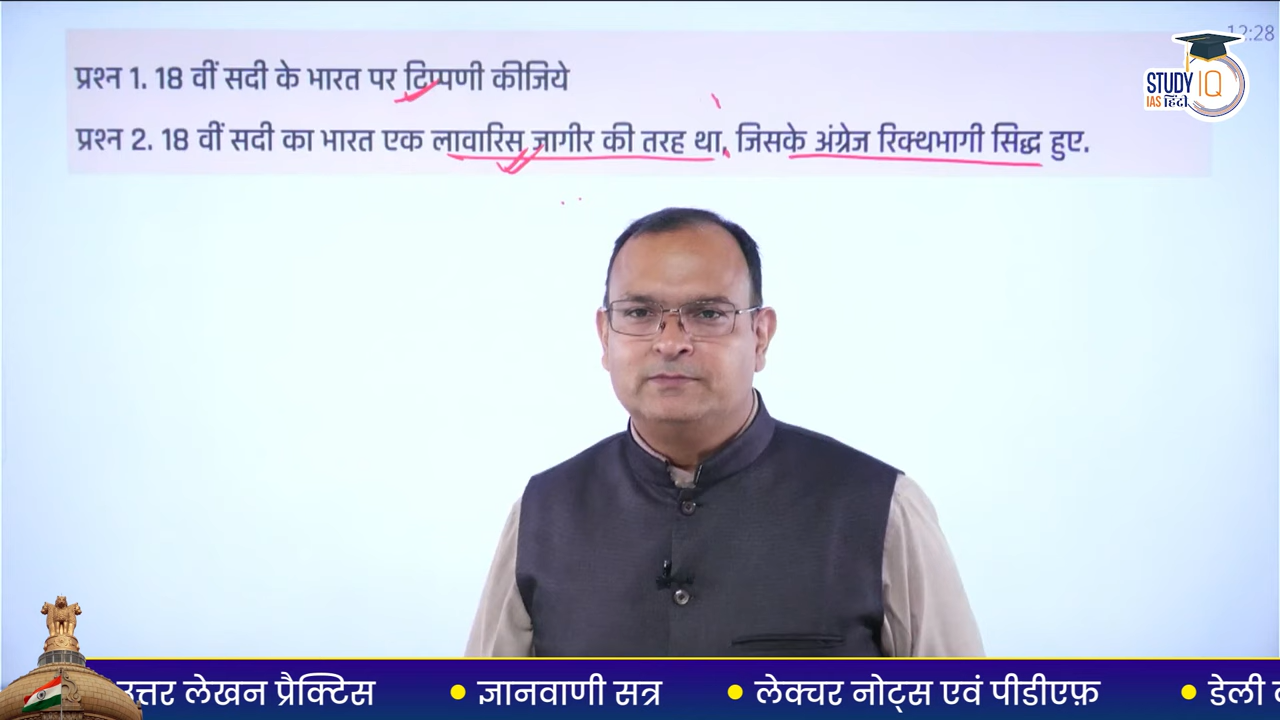 12:28
STUDY IQ
IAS हिंदी
प्रश्न 1. 18 वीं सदी के भारत पर टिप्पणी कीजिये
प्रश्न 2. 18 वीं सदी का भारत एक लावारिस जागीर की तरह था, जिसके अंग्रेज रिक्थभागी सिद्ध हुए.
उत्तर लेखन प्रैक्टिस • ज्ञानवाणी सत्र • लेक्चर नोट्स एवं पीडीएफ़ • डेली